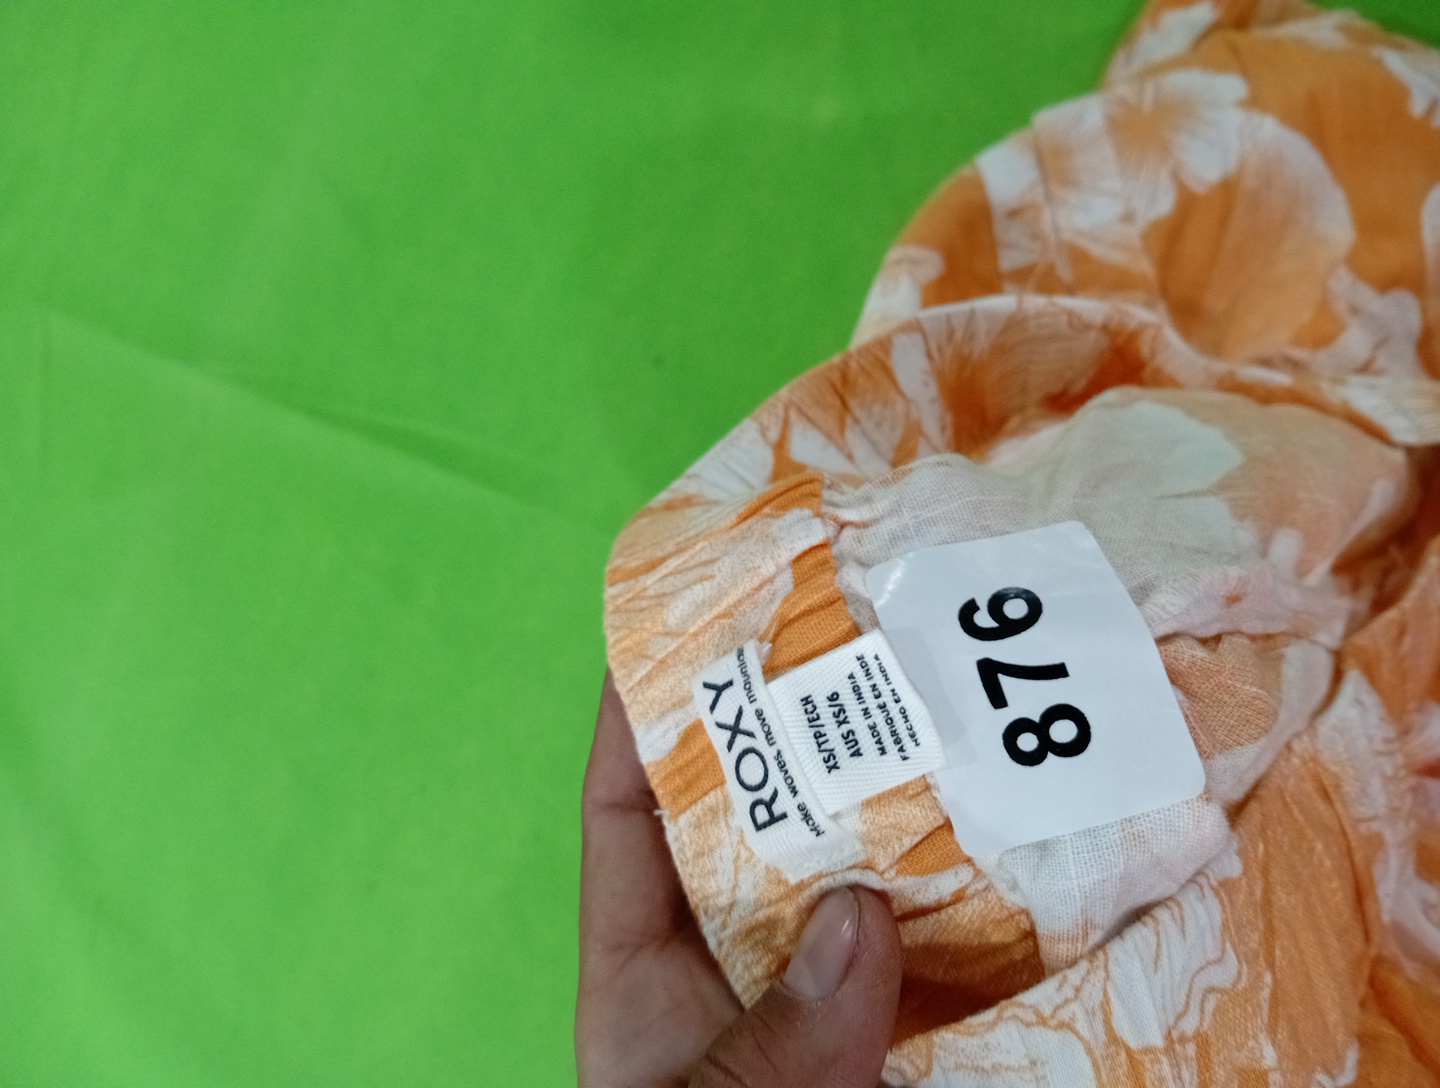 ROXY
Make waves, move mountains
XS/TP/ECH
AUS XS/6
MADE IN INDIA
FABRIQUÉ EN INDE
HECHO EN INDIA
876